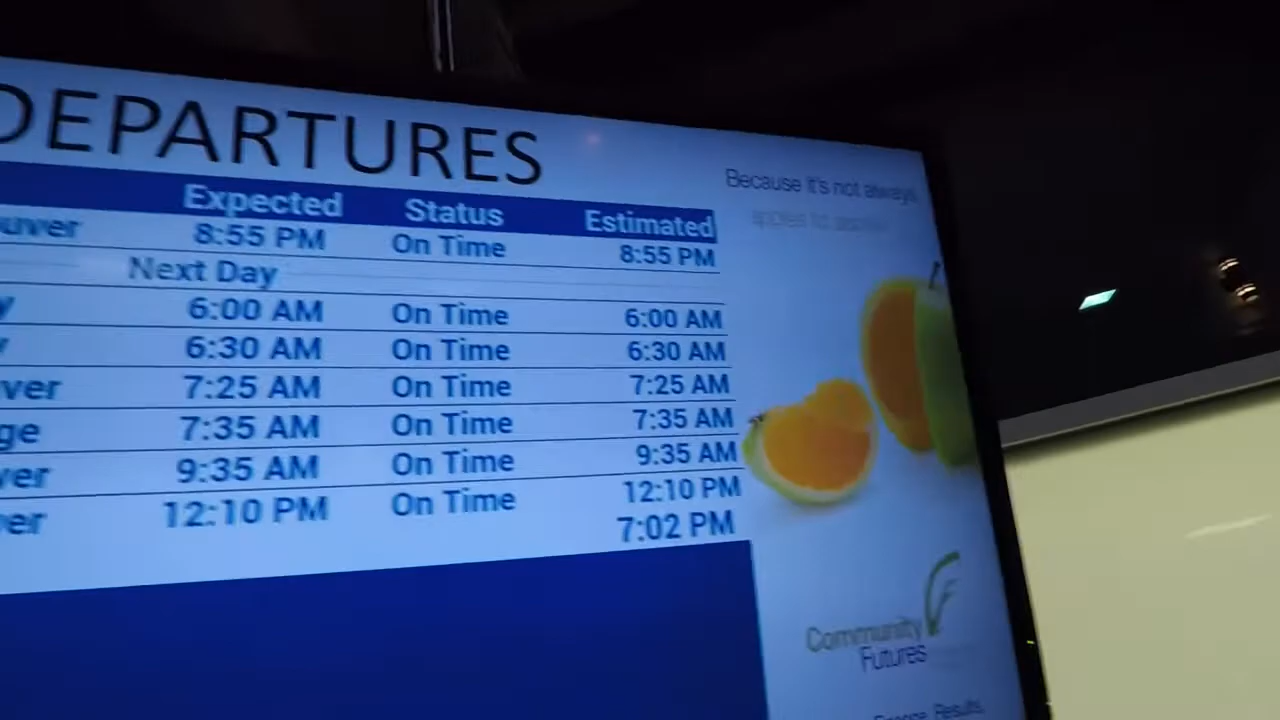 DEPARTURES
Expected Status Estimated
uver 8:55 PM On Time 8:55 PM
Next Day
y 6:00 AM On Time 6:00 AM
y 6:30 AM On Time 6:30 AM
ver 7:25 AM On Time 7:25 AM
ge 7:35 AM On Time 7:35 AM
ver 9:35 AM On Time 9:35 AM
er 12:10 PM On Time 12:10 PM
7:02 PM
Because it's not always
apples to
Community
Futures
Results.